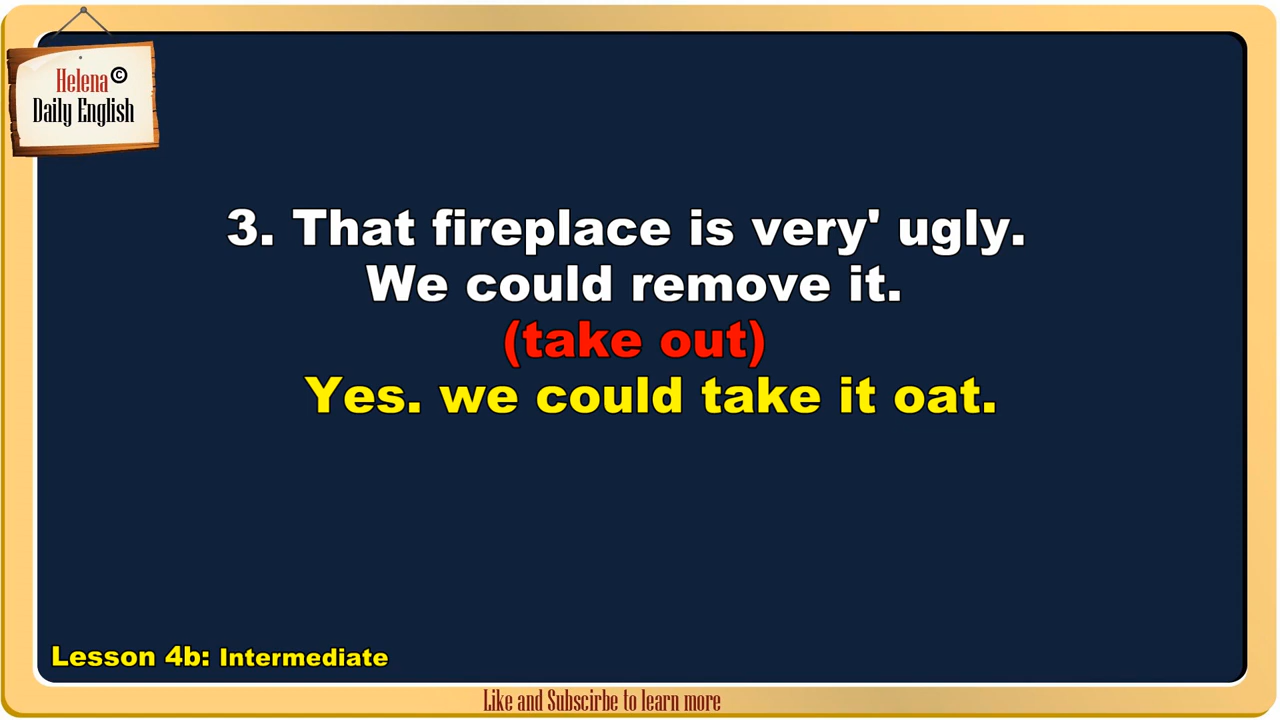 Helena©
Daily English
3. That fireplace is very' ugly.
We could remove it.
(take out)
Yes. we could take it oat.
Lesson 4b: Intermediate
Like and Subscirbe to learn more